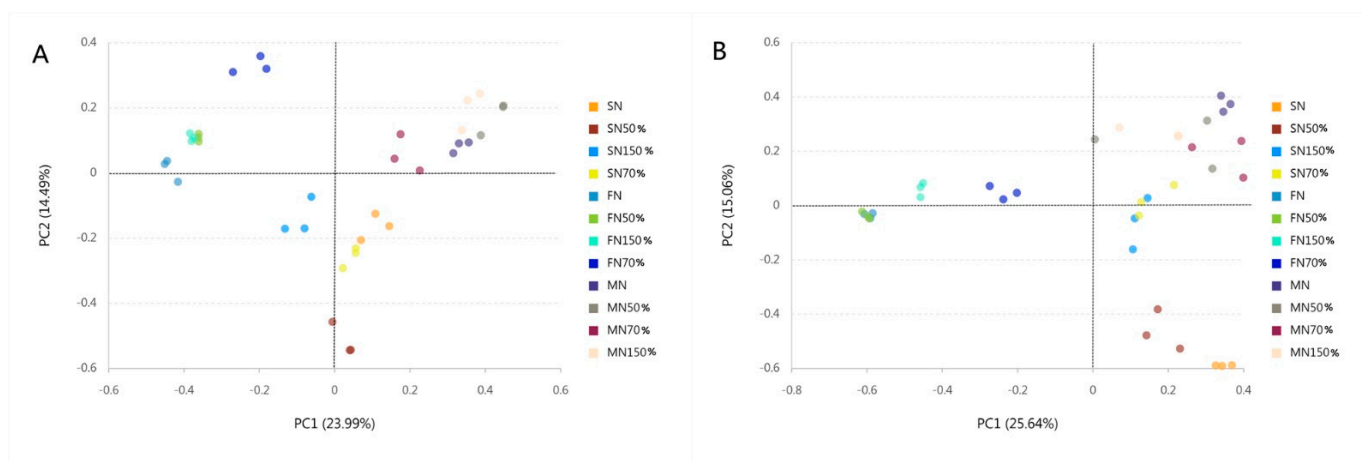 A
0.4
0.2
0
-0.2
-0.4
-0.6
-0.6
-0.4
-0.2
0
0.2
0.4
0.6
PC2 (14.49%)
PC1 (23.99%)
SN
SN50%
SN150%
SN70%
FN
FN50%
FN150%
FN70%
MN
MN50%
MN70%
MN150%
B
0.6
0.4
0.2
0
-0.2
-0.4
-0.6
-0.8
-0.6
-0.4
-0.2
0
0.2
0.4
PC2 (15.06%)
PC1 (25.64%)
SN
SN50%
SN150%
SN70%
FN
FN50%
FN150%
FN70%
MN
MN50%
MN70%
MN150%